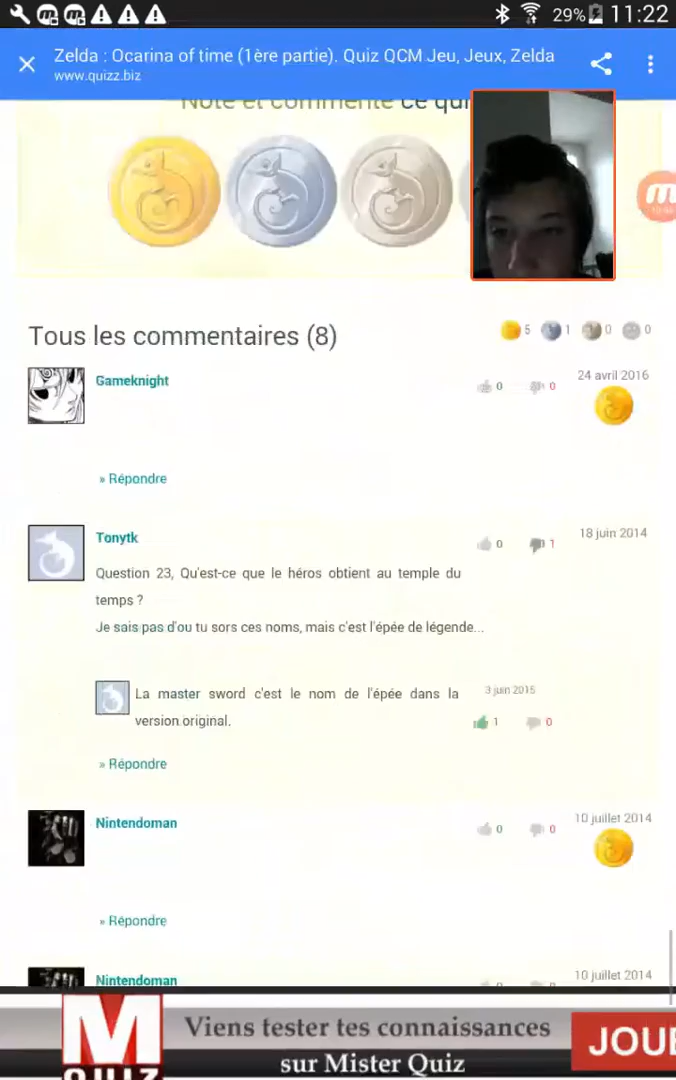 29% 11:22
Zelda : Ocarina of time (1ère partie). Quiz QCM Jeu, Jeux, Zelda
www.quizz.biz
Note et commente ce qui
Tous les commentaires (8)
5 1 0 0
Gameknight
0 0
24 avril 2016
» Répondre
Tonytk
0 1
18 juin 2014
Question 23, Qu'est-ce que le héros obtient au temple du
temps ?
Je sais pas d'ou tu sors ces noms, mais c'est l'épée de légende...
La master sword c'est le nom de l'épée dans la
version original.
3 juin 2015
1 0
» Répondre
Nintendoman
0 0
10 juillet 2014
» Répondre
Nintendoman
0 0
10 juillet 2014
M
QUIZ
Viens tester tes connaissances
sur Mister Quiz
JOUE